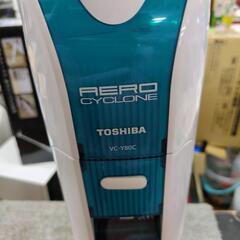 AERO
CYCLONE
TOSHIBA
VC-Y80C